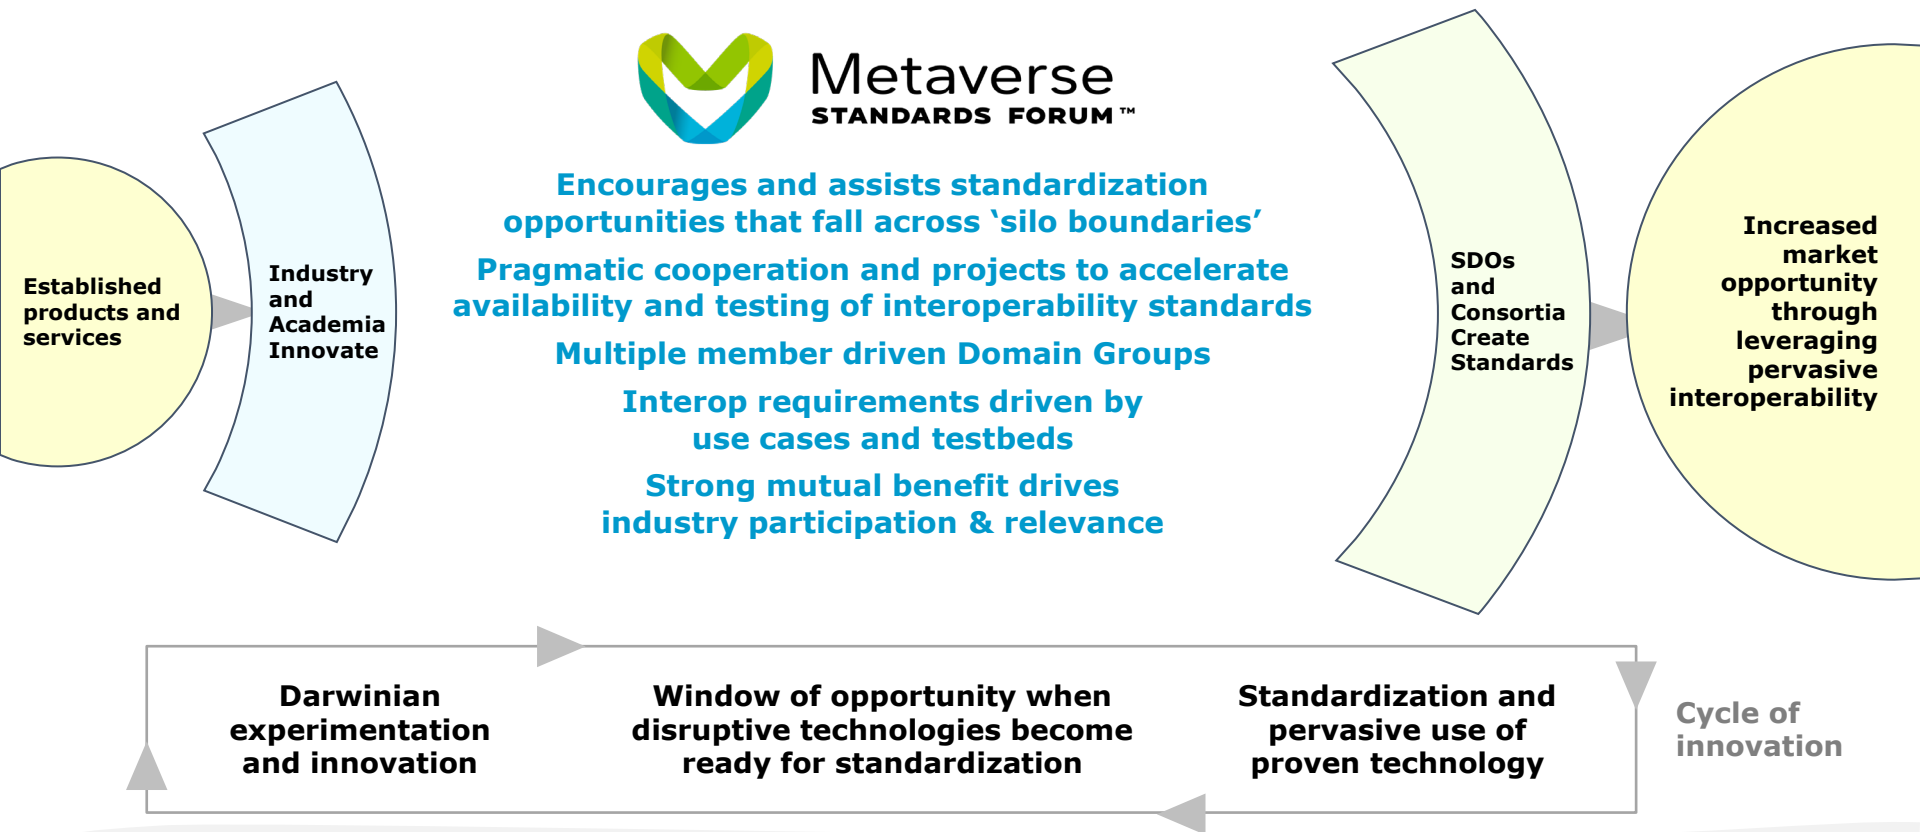 Metaverse
STANDARDS FORUM™
Encourages and assists standardization
opportunities that fall across ‘silo boundaries’
Pragmatic cooperation and projects to accelerate
availability and testing of interoperability standards
Multiple member driven Domain Groups
Interop requirements driven by
use cases and testbeds
Strong mutual benefit drives
industry participation & relevance
Established
products and
services
Industry
and
Academia
Innovate
SDOs
and
Consortia
Create
Standards
Increased
market
opportunity
through
leveraging
pervasive
interoperability
Darwinian
experimentation
and innovation
Window of opportunity when
disruptive technologies become
ready for standardization
Standardization and
pervasive use of
proven technology
Cycle of
innovation